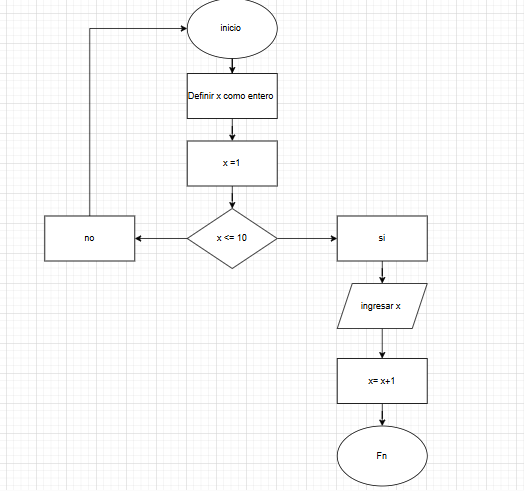 inicio
Definir x como entero
x =1
no
x <= 10
si
ingresar x
x= x+1
Fn